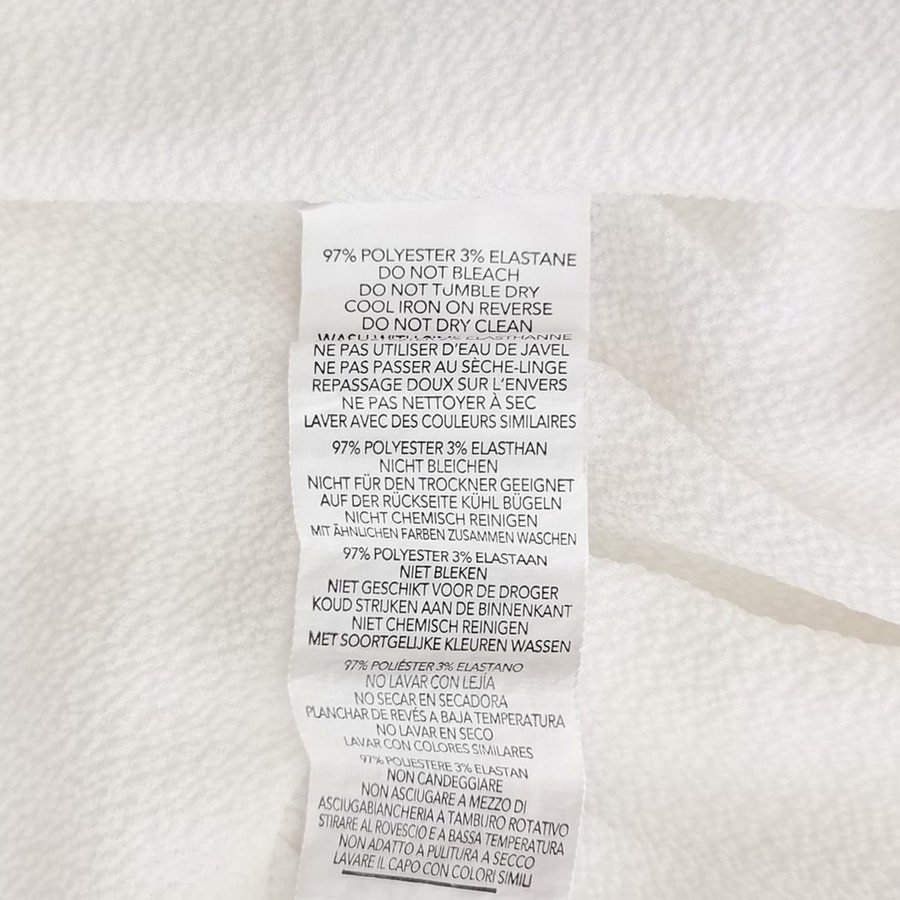 97% POLYESTER 3% ELASTANE
DO NOT BLEACH
DO NOT TUMBLE DRY
COOL IRON ON REVERSE
DO NOT DRY CLEAN
WASH WITH
ELASTHANNE
NE PAS UTILISER D'EAU DE JAVEL
NE PAS PASSER AU SÈCHE-LINGE
REPASSAGE DOUX SUR L'ENVERS
NE PAS NETTOYER À SEC
LAVER AVEC DES COULEURS SIMILAIRES
97% POLYESTER 3% ELASTHAN
NICHT BLEICHEN
NICHT FÜR DEN TROCKNER GEEIGNET
AUF DER RÜCKSEITE KÜHL BÜGELN
NICHT CHEMISCH REINIGEN
MIT ÄHNLICHEN FARBEN ZUSAMMEN WASCHEN
97% POLYESTER 3% ELASTAAN
NIET BLEKEN
NIET GESCHIKT VOOR DE DROGER
KOUD STRIJKEN AAN DE BINNENKANT
NIET CHEMISCH REINIGEN
MET SOORTGELIJKE KLEUREN WASSEN
97% POLIÉSTER 3% ELASTANO
NO LAVAR CON LEJÍA
NO SECAR EN SECADORA
PLANCHAR DE REVÉS A BAJA TEMPERATURA
NO LAVAR EN SECO
LAVAR CON COLORES SIMILARES
97% POLIESTERE 3% ELASTAN
NON CANDEGGIARE
NON ASCIUGARE A MEZZO DI
ASCIUGABIANCHERIA A TAMBURO ROTATIVO
STIRARE AL ROVESCIO E A BASSA TEMPERATURA
NON ADATTO A PULITURA A SECCO
LAVARE IL CAPO CON COLORI SIMILI